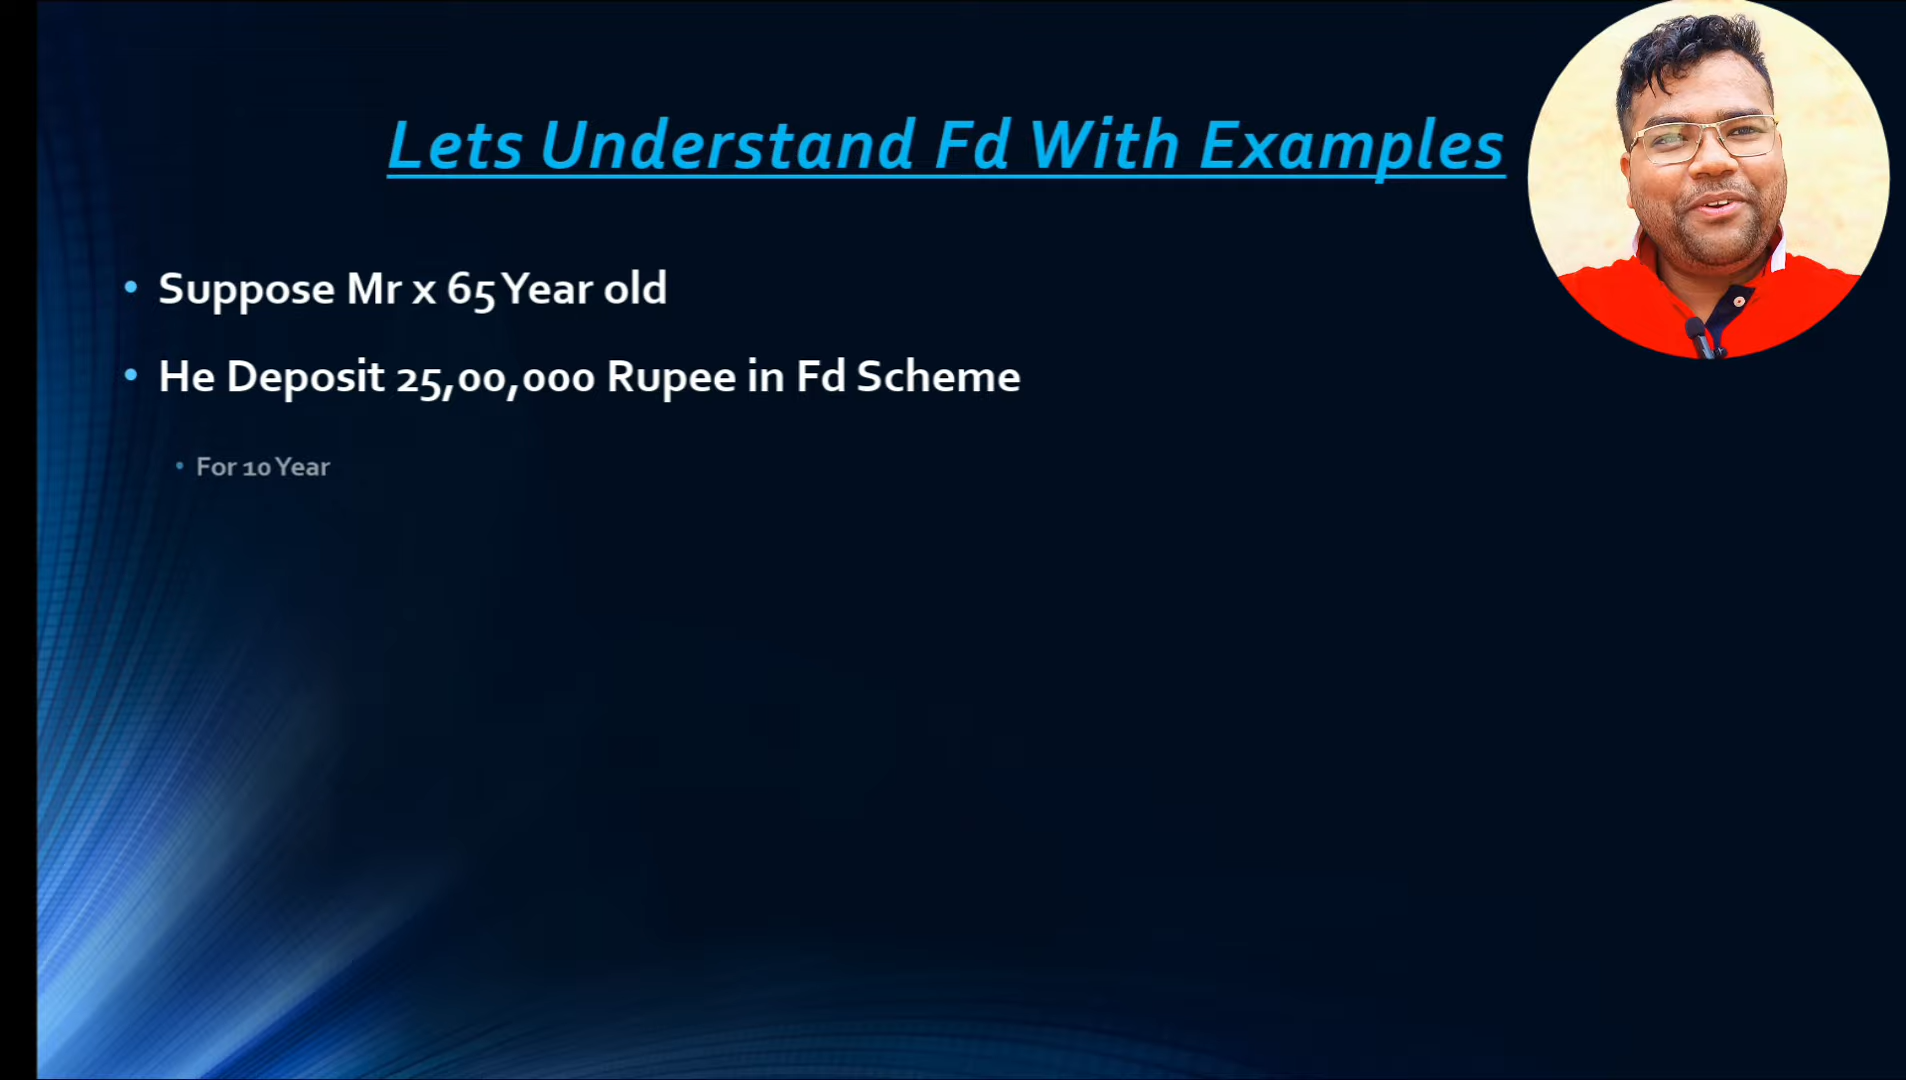 Lets Understand Fd With Examples
Suppose Mr x 65 Year old
He Deposit 25,00,000 Rupee in Fd Scheme
For 10 Year